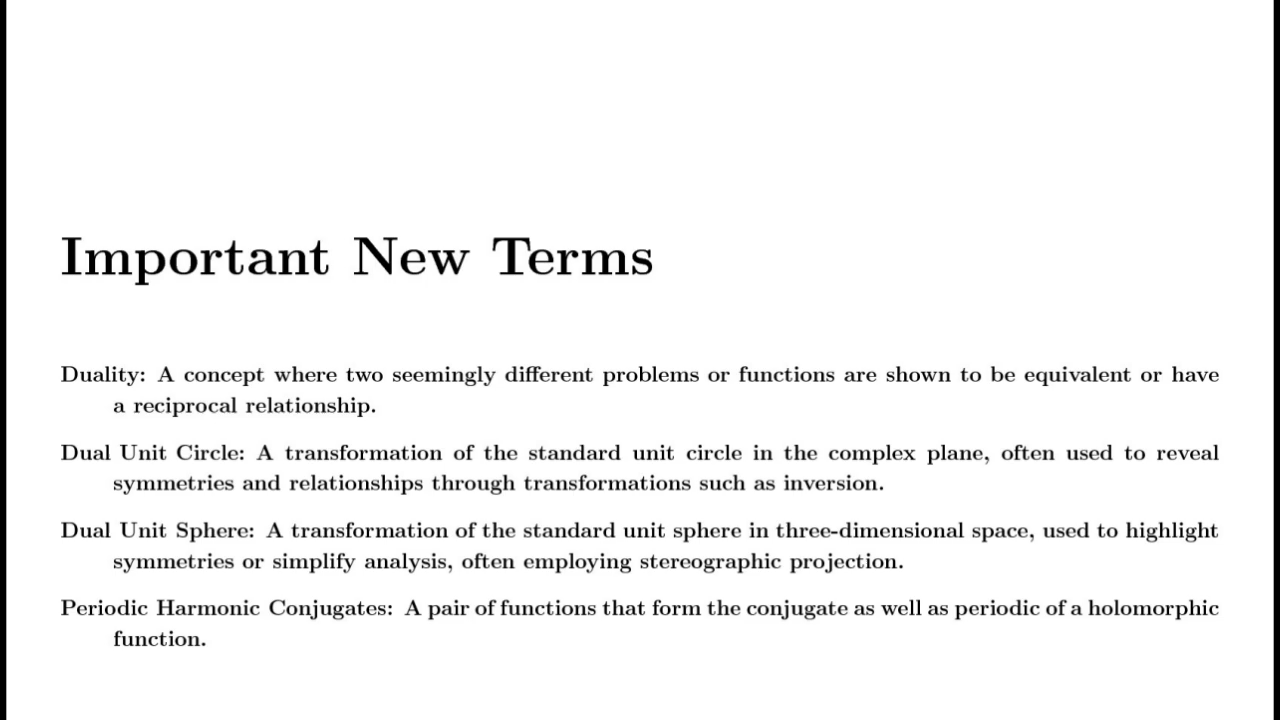 Important New Terms
Duality: A concept where two seemingly different problems or functions are shown to be equivalent or have
a reciprocal relationship.
Dual Unit Circle: A transformation of the standard unit circle in the complex plane, often used to reveal
symmetries and relationships through transformations such as inversion.
Dual Unit Sphere: A transformation of the standard unit sphere in three-dimensional space, used to highlight
symmetries or simplify analysis, often employing stereographic projection.
Periodic Harmonic Conjugates: A pair of functions that form the conjugate as well as periodic of a holomorphic
function.